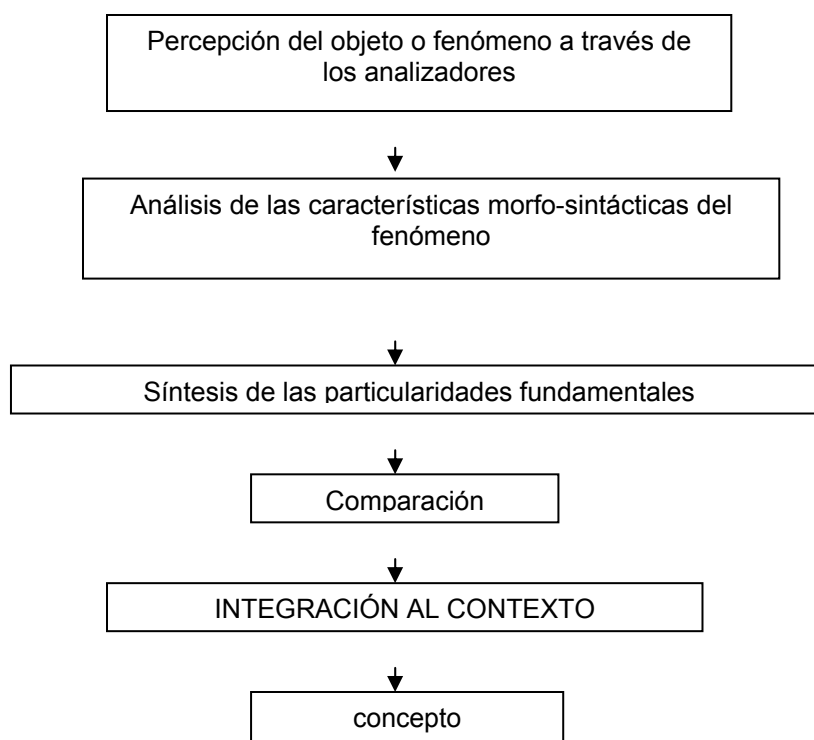 Percepción del objeto o fenómeno a través de
los analizadores
Análisis de las características morfo-sintácticas del
fenómeno
Síntesis de las particularidades fundamentales
Comparación
INTEGRACIÓN AL CONTEXTO
concepto